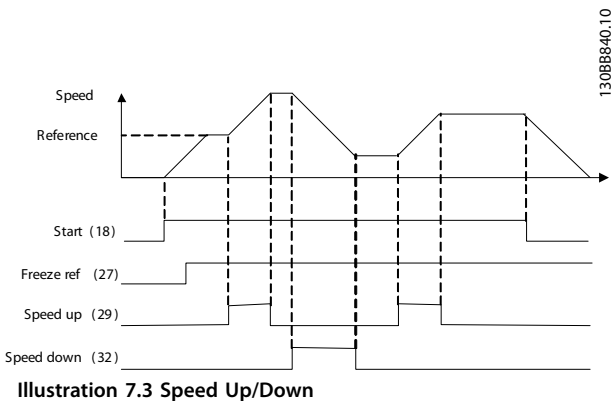 130BB840.10
Speed
Reference
Start (18)
Freeze ref (27)
Speed up (29)
Speed down (32)
Illustration 7.3 Speed Up/Down